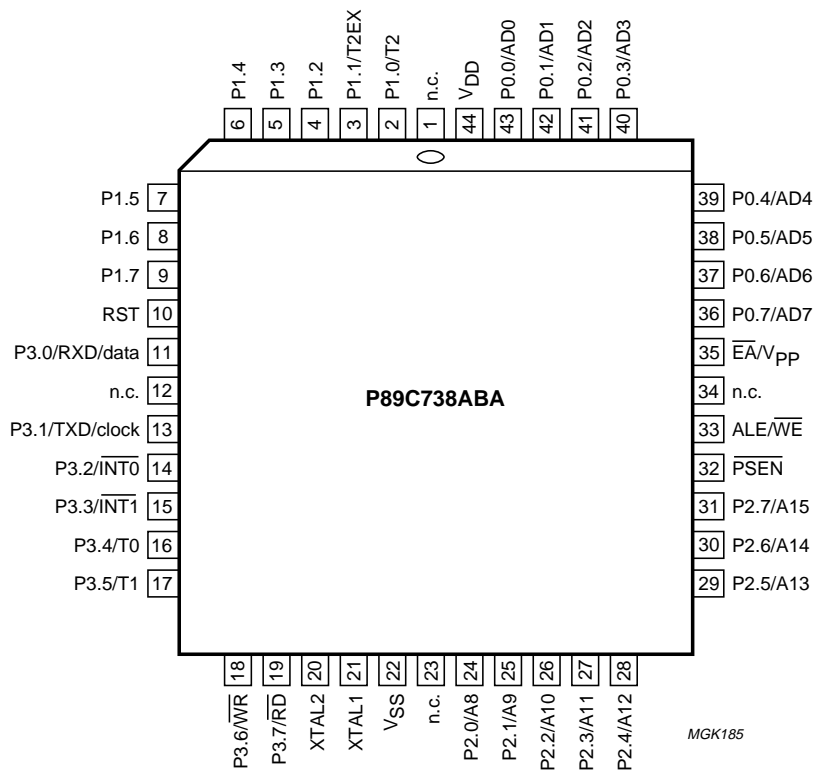 P1.4
P1.3
P1.2
P1.1/T2EX
P1.0/T2
n.c.
VDD
P0.0/AD0
P0.1/AD1
P0.2/AD2
P0.3/AD3
6
5
4
3
2
1
44
43
42
41
40
P1.5 7
P1.6 8
P1.7 9
RST 10
P3.0/RXD/data 11
n.c. 12
P3.1/TXD/clock 13
P3.2/INT0 14
P3.3/INT1 15
P3.4/T0 16
P3.5/T1 17
P89C738ABA
39 P0.4/AD4
38 P0.5/AD5
37 P0.6/AD6
36 P0.7/AD7
35 EA/VPP
34 n.c.
33 ALE/WE
32 PSEN
31 P2.7/A15
30 P2.6/A14
29 P2.5/A13
18
19
20
21
22
23
24
25
26
27
28
P3.6/WR
P3.7/RD
XTAL2
XTAL1
VSS
n.c.
P2.0/A8
P2.1/A9
P2.2/A10
P2.3/A11
P2.4/A12
MGK185